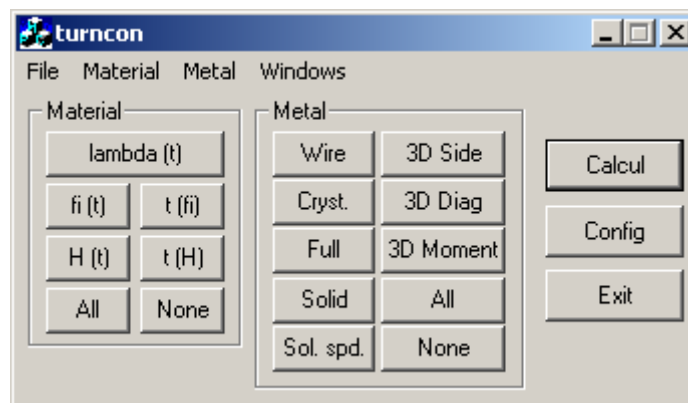 turncon
File Material Metal Windows
Material
lambda (t)
fi (t) t (fi)
H (t) t (H)
All None
Metal
Wire 3D Side
Cryst. 3D Diag
Full 3D Moment
Solid All
Sol. spd. None
Calcul
Config
Exit